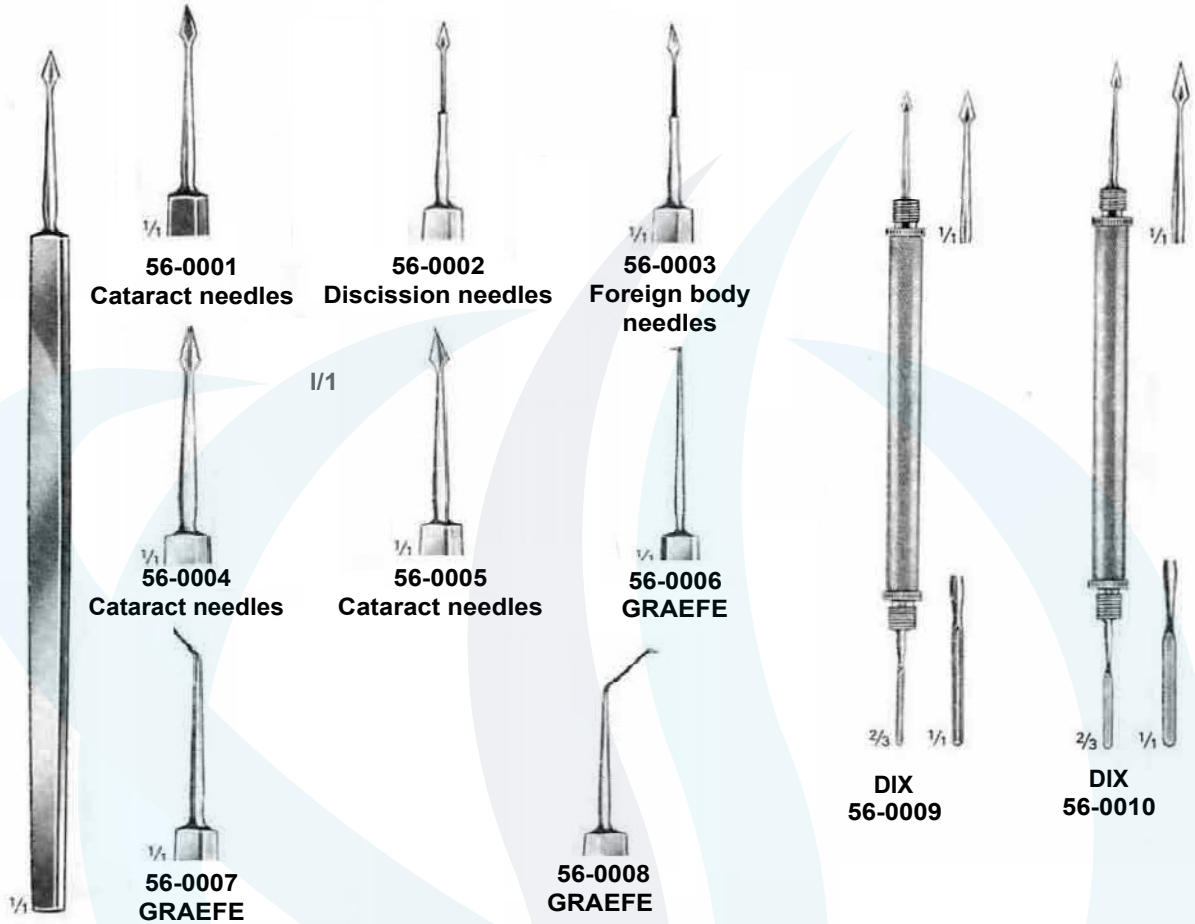 1/1
1/1
1/1
1/1
1/1
56-0001
Cataract needles
56-0002
Discission needles
56-0003
Foreign body
needles
I/1
1/1
1/1
1/1
56-0004
Cataract needles
56-0005
Cataract needles
56-0006
GRAEFE
2/3 1/1
2/3 1/1
DIX
56-0009
DIX
56-0010
1/1
56-0007
GRAEFE
56-0008
GRAEFE
1/1